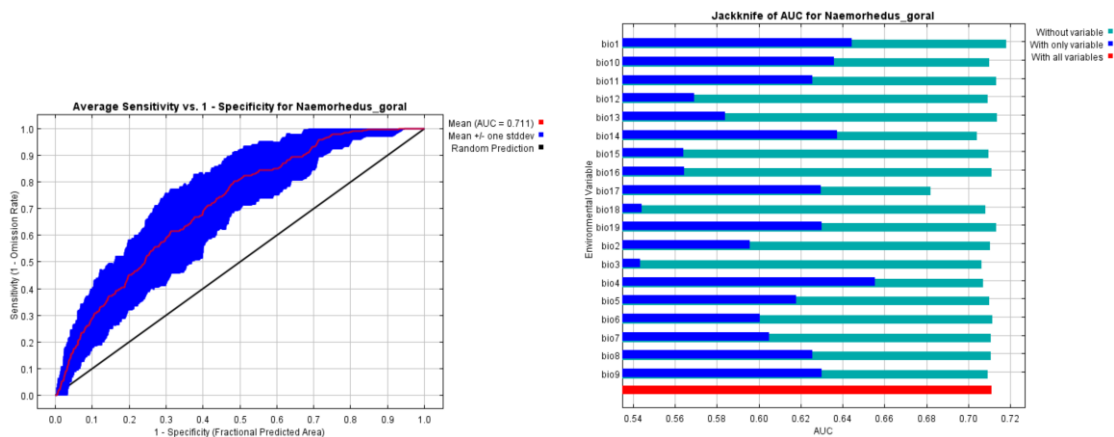 Average Sensitivity vs. 1 - Specificity for Naemorhedus_goral
Mean (AUC = 0.711)
Mean +/- one stddev
Random Prediction
Sensitivity (1 - Omission Rate)
1.0
0.9
0.8
0.7
0.6
0.5
0.4
0.3
0.2
0.1
0.0
0.0 0.1 0.2 0.3 0.4 0.5 0.6 0.7 0.8 0.9 1.0
1 - Specificity (Fractional Predicted Area)
Jackknife of AUC for Naemorhedus_goral
Without variable
With only variable
With all variables
Environmental Variable
bio1
bio10
bio11
bio12
bio13
bio14
bio15
bio16
bio17
bio18
bio19
bio2
bio3
bio4
bio5
bio6
bio7
bio8
bio9
0.54 0.56 0.58 0.60 0.62 0.64 0.66 0.68 0.70 0.72
AUC